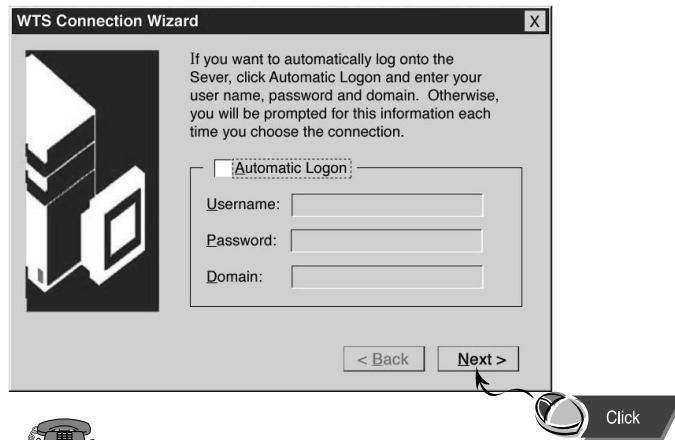 WTS Connection Wizard X
If you want to automatically log onto the
Sever, click Automatic Logon and enter your
user name, password and domain. Otherwise,
you will be prompted for this information each
time you choose the connection.
Automatic Logon
Username:
Password:
Domain:
< Back Next >
Click